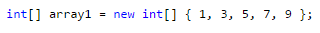 int[] array1 = new int[] { 1, 3, 5, 7, 9 };